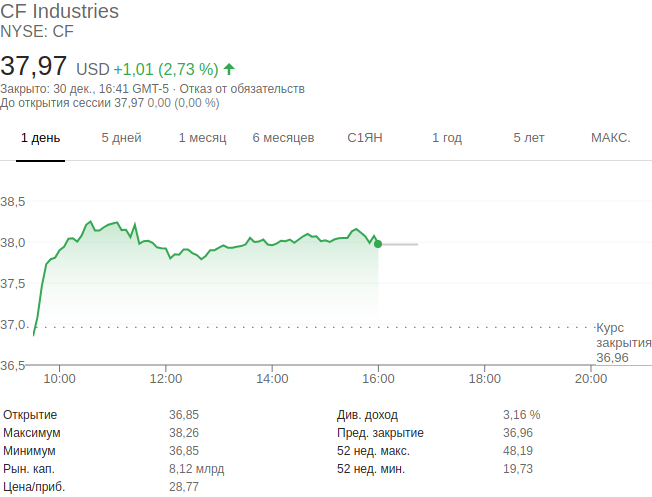 CF Industries
NYSE: CF
37,97 USD +1,01 (2,73 %)
Закрыто: 30 дек., 16:41 GMT-5 · Отказ от обязательств
До открытия сессии 37,97 0,00 (0,00 %)
1 день 5 дней 1 месяц 6 месяцев С1ЯН 1 год 5 лет МАКС.
38,5
38,0
37,5
37,0
Курс
закрытия
36,96
36,5
10:00 12:00 14:00 16:00 18:00 20:00
Открытие 36,85 Див. доход 3,16 %
Максимум 38,26 Пред. закрытие 36,96
Минимум 36,85 52 нед. макс. 48,19
Рын. кап. 8,12 млрд 52 нед. мин. 19,73
Цена/приб. 28,77